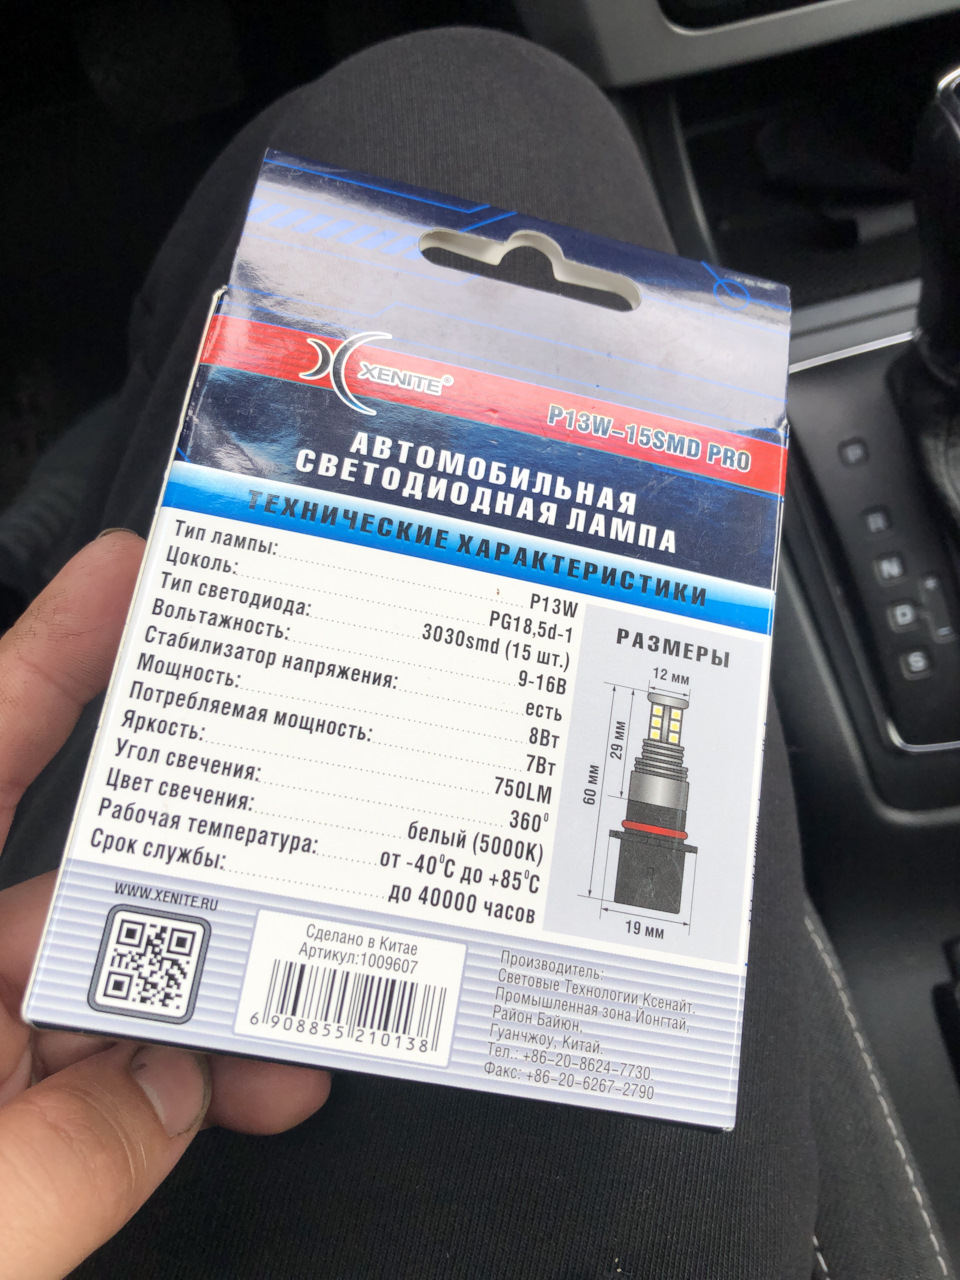 XENITE®
P13W-15SMD PRO
АВТОМОБИЛЬНАЯ
СВЕТОДИОДНАЯ ЛАМПА
ТЕХНИЧЕСКИЕ ХАРАКТЕРИСТИКИ
Тип лампы: P13W
Цоколь: PG18,5d-1
Тип светодиода: 3030smd (15 шт.)
Вольтажность: 9-16В
Стабилизатор напряжения: есть
Мощность: 8Вт
Потребляемая мощность: 7Вт
Яркость: 750LM
Угол свечения: 360⁰
Цвет свечения: белый (5000К)
Рабочая температура: от -40⁰С до +85⁰С
Срок службы: до 40000 часов
РАЗМЕРЫ
12 мм
29 мм
60 мм
19 мм
WWW.XENITE.RU
Сделано в Китае
Артикул:1009607
6 908855 210138
Производитель:
Световые Технологии Ксенайт.
Промышленная зона Йонгтай,
Район Байюн,
Гуанчжоу, Китай.
Тел.: +86-20-8624-7730,
Факс: +86-20-6267-2790
P
R
N
D
S